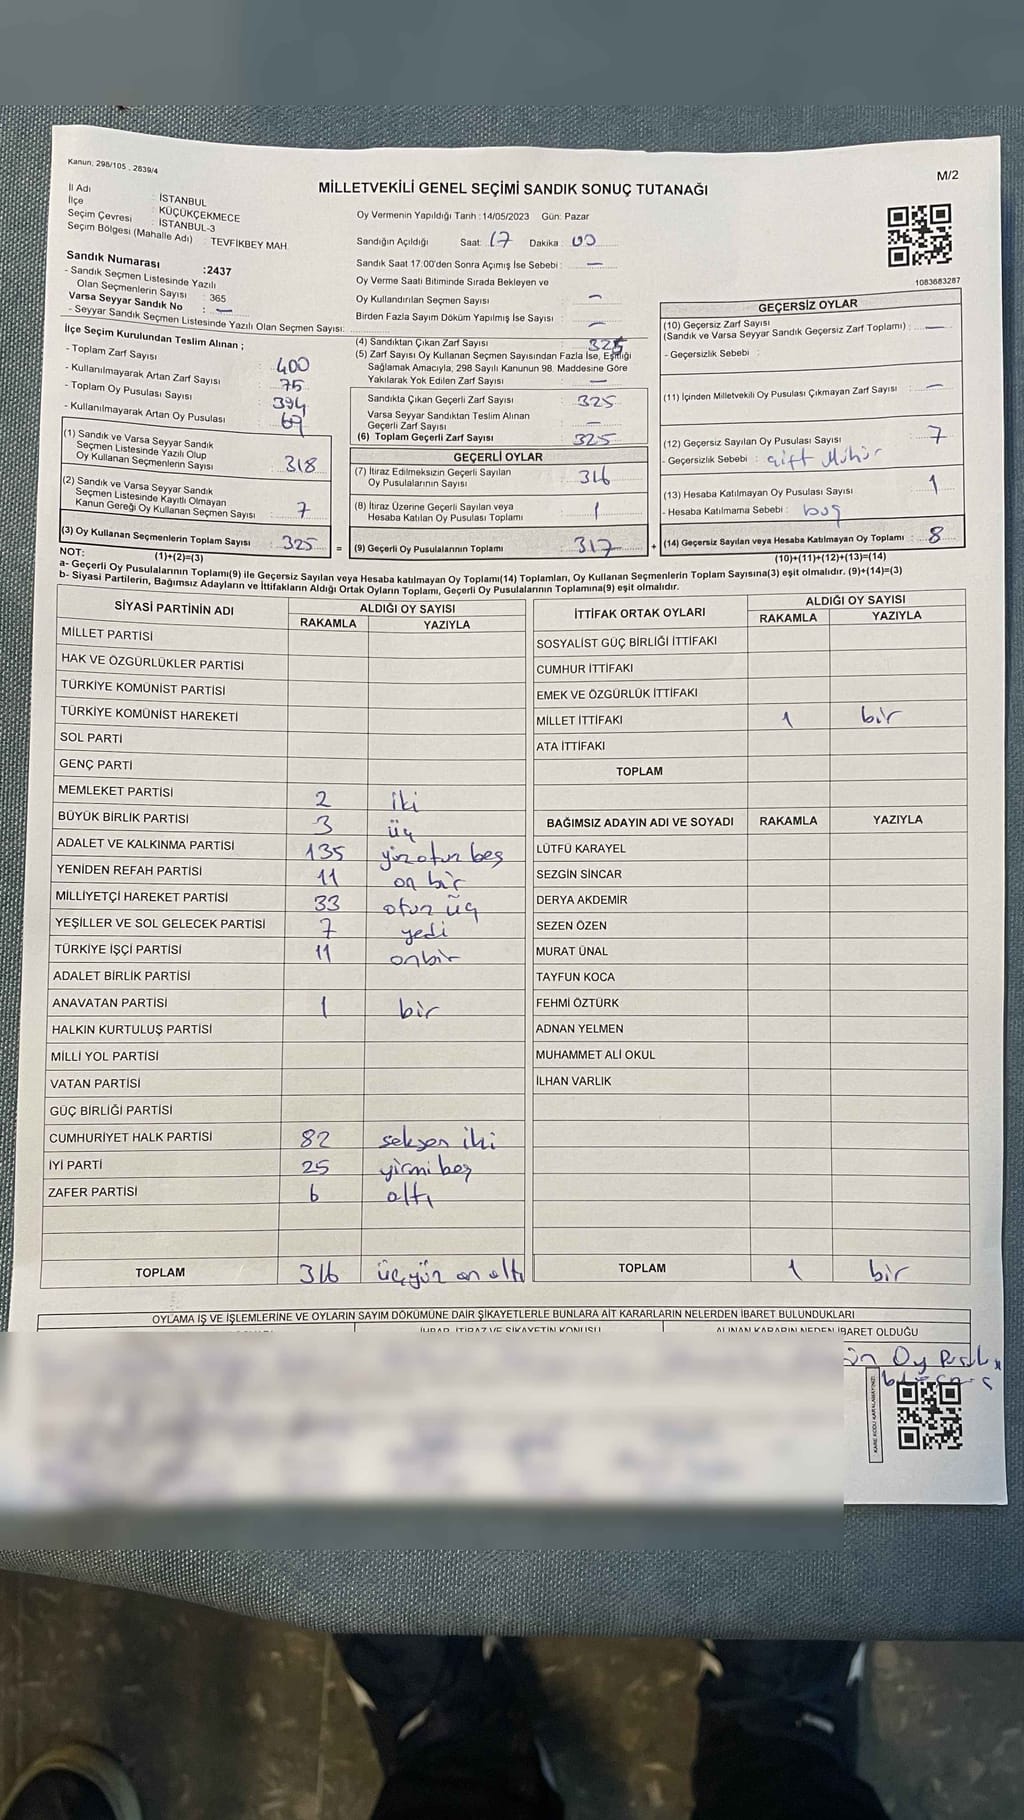 Kanun, 298/105 , 2839/4
M/2
MİLLETVEKİLİ GENEL SEÇİMİ SANDIK SONUÇ TUTANAĞI
İl Adı : İSTANBUL
İlçe : KÜÇÜKÇEKMECE
Seçim Çevresi : İSTANBUL-3
Seçim Bölgesi (Mahalle Adı) : TEVFİKBEY MAH.
Oy Vermenin Yapıldığı Tarih : 14/05/2023 Gün: Pazar
Sandığın Açıldığı Saat: 17 Dakika : 00
Sandık Saat 17:00'den Sonra Açımış İse Sebebi : —
Oy Verme Saati Bitiminde Sırada Bekleyen ve
Oy Kullandırılan Seçmen Sayısı : —
Birden Fazla Sayım Döküm Yapılmış İse Sayısı : —
1083683287
Sandık Numarası : 2437
- Sandık Seçmen Listesinde Yazılı
Olan Seçmenlerin Sayısı : 365
Varsa Seyyar Sandık No : —
- Seyyar Sandık Seçmen Listesinde Yazılı Olan Seçmen Sayısı:
İlçe Seçim Kurulundan Teslim Alınan ;
- Toplam Zarf Sayısı : 400
- Kullanılmayarak Artan Zarf Sayısı : 75
- Toplam Oy Pusulası Sayısı : 394
- Kullanılmayarak Artan Oy Pusulası : 69
(1) Sandık ve Varsa Seyyar Sandık
Seçmen Listesinde Yazılı Olup
Oy Kullanan Seçmenlerin Sayısı : 318
(2) Sandık ve Varsa Seyyar Sandık
Seçmen Listesinde Kayıtlı Olmayan
Kanun Gereği Oy Kullanan Seçmen Sayısı : 7
(3) Oy Kullanan Seçmenlerin Toplam Sayısı : 325 =
(4) Sandıktan Çıkan Zarf Sayısı : 325
(5) Zarf Sayısı Oy Kullanan Seçmen Sayısından Fazla İse, Eşitliği
Sağlamak Amacıyla, 298 Sayılı Kanunun 98. Maddesine Göre
Yakılarak Yok Edilen Zarf Sayısı : —
Sandıkta Çıkan Geçerli Zarf Sayısı : 325
Varsa Seyyar Sandıktan Teslim Alınan
Geçerli Zarf Sayısı : —
(6) Toplam Geçerli Zarf Sayısı : 325
GEÇERLİ OYLAR
(7) İtiraz Edilmeksizin Geçerli Sayılan
Oy Pusulalarının Sayısı : 316
(8) İtiraz Üzerine Geçerli Sayılan veya
Hesaba Katılan Oy Pusulası Toplamı : 1
(9) Geçerli Oy Pusulalarının Toplamı : 317 +
GEÇERSİZ OYLAR
(10) Geçersiz Zarf Sayısı
(Sandık ve Varsa Seyyar Sandık Geçersiz Zarf Toplamı) : —
- Geçersizlik Sebebi :
(11) İçinden Milletvekili Oy Pusulası Çıkmayan Zarf Sayısı : —
(12) Geçersiz Sayılan Oy Pusulası Sayısı : 7
- Geçersizlik Sebebi : Çift Mühür
(13) Hesaba Katılmayan Oy Pusulası Sayısı : 1
- Hesaba Katılmama Sebebi : boş
(14) Geçersiz Sayılan veya Hesaba Katılmayan Oy Toplamı : 8
NOT: (1)+(2)=(3) (10)+(11)+(12)+(13)=(14)
a- Geçerli Oy Pusulalarının Toplamı(9) ile Geçersiz Sayılan veya Hesaba katılmayan Oy Toplamı(14) Toplamları, Oy Kullanan Seçmenlerin Toplam Sayısına(3) eşit olmalıdır. (9)+(14)=(3)
b- Siyasi Partilerin, Bağımsız Adayların ve İttifakların Aldığı Ortak Oyların Toplamı, Geçerli Oy Pusulalarının Toplamına(9) eşit olmalıdır.
SİYASİ PARTİNİN ADI ALDIĞI OY SAYISI
RAKAMLA YAZIYLA
MİLLET PARTİSİ
HAK VE ÖZGÜRLÜKLER PARTİSİ
TÜRKİYE KOMÜNİST PARTİSİ
TÜRKİYE KOMÜNİST HAREKETİ
SOL PARTİ
GENÇ PARTİ
MEMLEKET PARTİSİ 2 iki
BÜYÜK BİRLİK PARTİSİ 3 üç
ADALET VE KALKINMA PARTİSİ 135 yüz otuz beş
YENİDEN REFAH PARTİSİ 11 on bir
MİLLİYETÇİ HAREKET PARTİSİ 33 otuz üç
YEŞİLLER VE SOL GELECEK PARTİSİ 7 yedi
TÜRKİYE İŞÇİ PARTİSİ 11 onbir
ADALET BİRLİK PARTİSİ
ANAVATAN PARTİSİ 1 bir
HALKIN KURTULUŞ PARTİSİ
MİLLİ YOL PARTİSİ
VATAN PARTİSİ
GÜÇ BİRLİĞİ PARTİSİ
CUMHURİYET HALK PARTİSİ 82 seksen iki
İYİ PARTİ 25 yirmi beş
ZAFER PARTİSİ 6 altı
TOPLAM 316 üçyüz on altı
İTTİFAK ORTAK OYLARI ALDIĞI OY SAYISI
RAKAMLA YAZIYLA
SOSYALİST GÜÇ BİRLİĞİ İTTİFAKI
CUMHUR İTTİFAKI
EMEK VE ÖZGÜRLÜK İTTİFAKI
MİLLET İTTİFAKI 1 bir
ATA İTTİFAKI
TOPLAM
BAĞIMSIZ ADAYIN ADI VE SOYADI RAKAMLA YAZIYLA
LÜTFÜ KARAYEL
SEZGİN SİNCAR
DERYA AKDEMİR
SEZEN ÖZEN
MURAT ÜNAL
TAYFUN KOCA
FEHMİ ÖZTÜRK
ADNAN YELMEN
MUHAMMET ALİ OKUL
İLHAN VARLIK
TOPLAM 1 bir
OYLAMA İŞ VE İŞLEMLERİNE VE OYLARIN SAYIM DÖKÜMÜNE DAİR ŞİKAYETLERLE BUNLARA AİT KARARLARIN NELERDEN İBARET BULUNDUKLARI
İHBAR, İTİRAZ VE ŞİKAYETİN KONUSU ALINAN KARARIN NEDEN İBARET OLDUĞU
Oy
KARE KODU KARALAMAYINIZ!